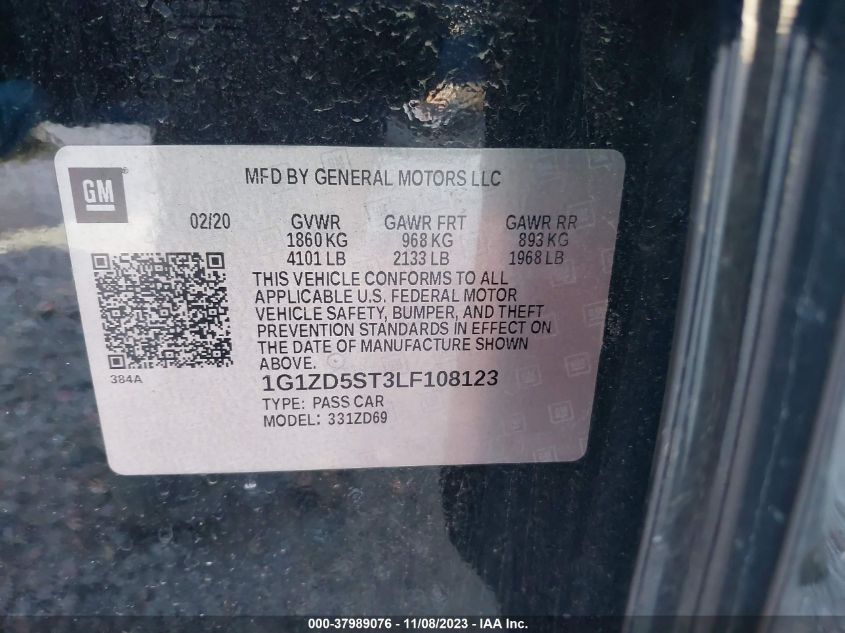 GM
MFD BY GENERAL MOTORS LLC
02/20 GVWR GAWR FRT GAWR RR
1860 KG 968 KG 893 KG
4101 LB 2133 LB 1968 LB
THIS VEHICLE CONFORMS TO ALL
APPLICABLE U.S. FEDERAL MOTOR
VEHICLE SAFETY, BUMPER, AND THEFT
PREVENTION STANDARDS IN EFFECT ON
THE DATE OF MANUFACTURE SHOWN
ABOVE.
384A
1G1ZD5ST3LF108123
TYPE: PASS CAR
MODEL: 331ZD69
000-37989076 - 11/08/2023 - IAA, Inc.